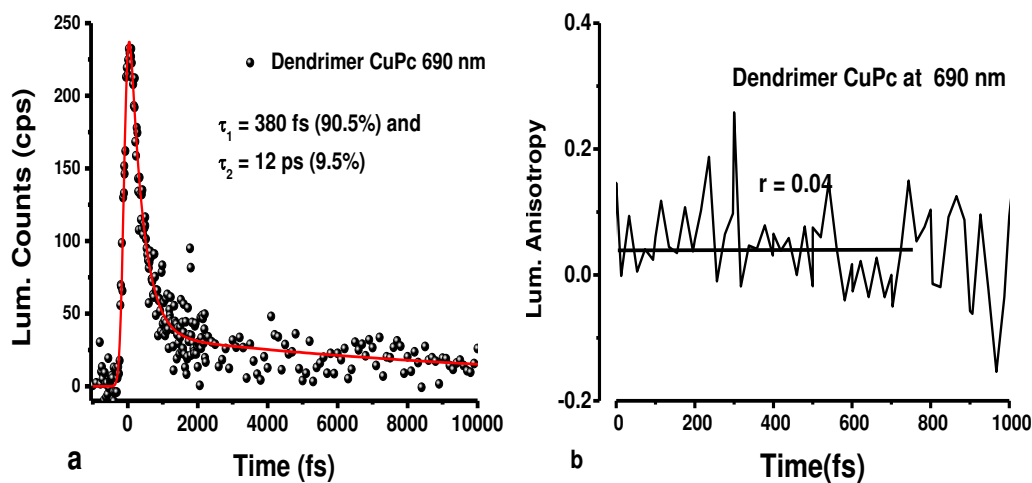 250
200
150
100
50
0
Lum. Counts (cps)
Dendrimer CuPc 690 nm
τ1 = 380 fs (90.5%) and
τ2 = 12 ps (9.5%)
0 2000 4000 6000 8000 10000
a
Time (fs)
0.4
0.2
0.0
-0.2
Lum. Anisotropy
Dendrimer CuPc at 690 nm
r = 0.04
0 200 400 600 800 1000
b
Time(fs)